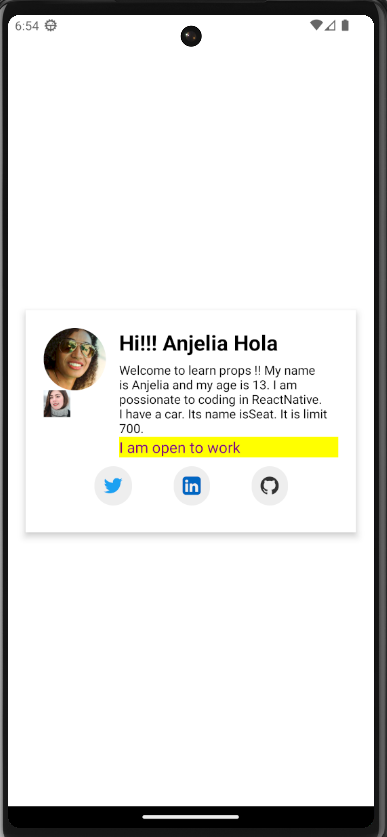 6:54
Hi!!! Anjelia Hola
Welcome to learn props !! My name
is Anjelia and my age is 13. I am
possionate to coding in ReactNative.
I have a car. Its name isSeat. It is limit
700.
I am open to work
in